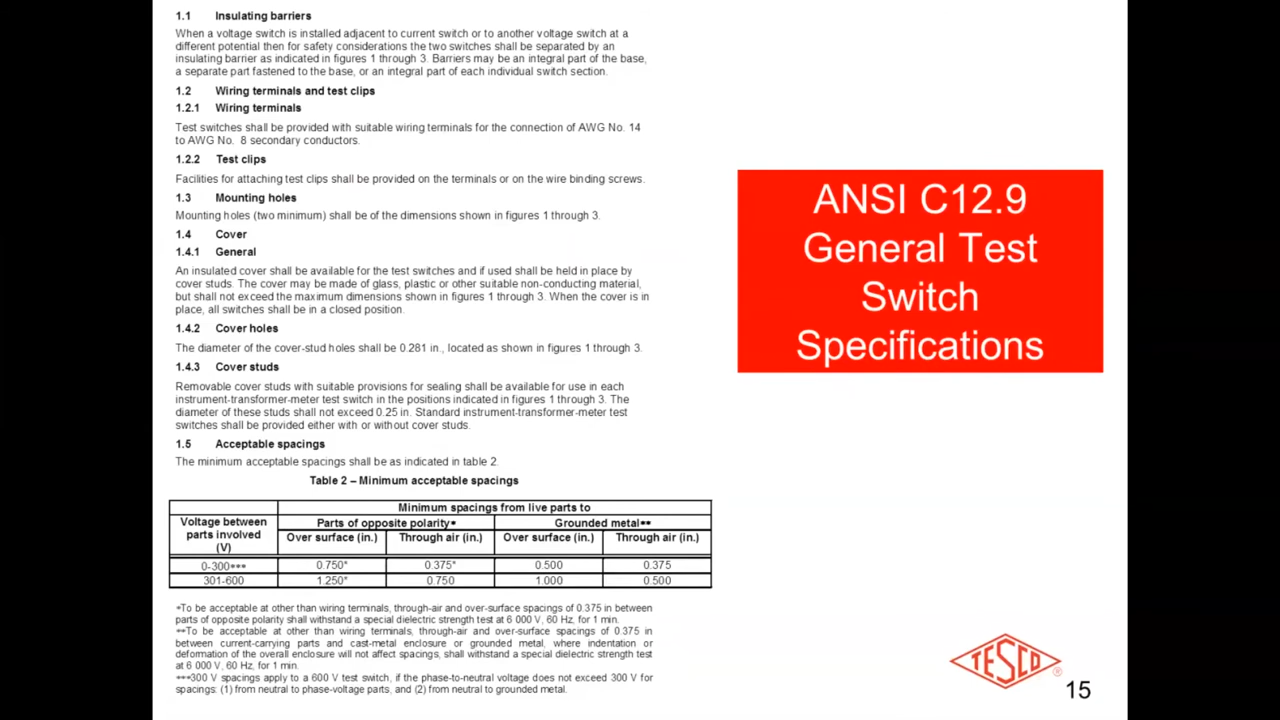 1.1 Insulating barriers
When a voltage switch is installed adjacent to current switch or to another voltage switch at a
different potential then for safety considerations the two switches shall be separated by an
insulating barrier as indicated in figures 1 through 3. Barriers may be an integral part of the base,
a separate part fastened to the base, or an integral part of each individual switch section.
1.2 Wiring terminals and test clips
1.2.1 Wiring terminals
Test switches shall be provided with suitable wiring terminals for the connection of AWG No. 14
to AWG No. 8 secondary conductors.
1.2.2 Test clips
Facilities for attaching test clips shall be provided on the terminals or on the wire binding screws.
1.3 Mounting holes
Mounting holes (two minimum) shall be of the dimensions shown in figures 1 through 3.
1.4 Cover
1.4.1 General
An insulated cover shall be available for the test switches and if used shall be held in place by
cover studs. The cover may be made of glass, plastic or other suitable non-conducting material,
but shall not exceed the maximum dimensions shown in figures 1 through 3. When the cover is in
place, all switches shall be in a closed position.
1.4.2 Cover holes
The diameter of the cover-stud holes shall be 0.281 in., located as shown in figures 1 through 3.
1.4.3 Cover studs
Removable cover studs with suitable provisions for sealing shall be available for use in each
instrument-transformer-meter test switch in the positions indicated in figures 1 through 3. The
diameter of these studs shall not exceed 0.25 in. Standard instrument-transformer-meter test
switches shall be provided either with or without cover studs.
1.5 Acceptable spacings
The minimum acceptable spacings shall be as indicated in table 2.
Table 2 – Minimum acceptable spacings
Minimum spacings from live parts to
Voltage between
parts involved
(V)
Parts of opposite polarity* Grounded metal**
Over surface (in.) Through air (in.) Over surface (in.) Through air (in.)
0-300*** 0.750* 0.375* 0.500 0.375
301-600 1.250* 0.750 1.000 0.500
*To be acceptable at other than wiring terminals, through-air and over-surface spacings of 0.375 in between
parts of opposite polarity shall withstand a special dielectric strength test at 6 000 V, 60 Hz, for 1 min.
**To be acceptable at other than wiring terminals, through-air and over-surface spacings of 0.375 in
between current-carrying parts and cast-metal enclosure or grounded metal, where indentation or
deformation of the overall enclosure will not affect spacings, shall withstand a special dielectric strength test
at 6 000 V, 60 Hz, for 1 min.
***300 V spacings apply to a 600 V test switch, if the phase-to-neutral voltage does not exceed 300 V for
spacings: (1) from neutral to phase-voltage parts, and (2) from neutral to grounded metal.
ANSI C12.9
General Test
Switch
Specifications
TESCO ®
15